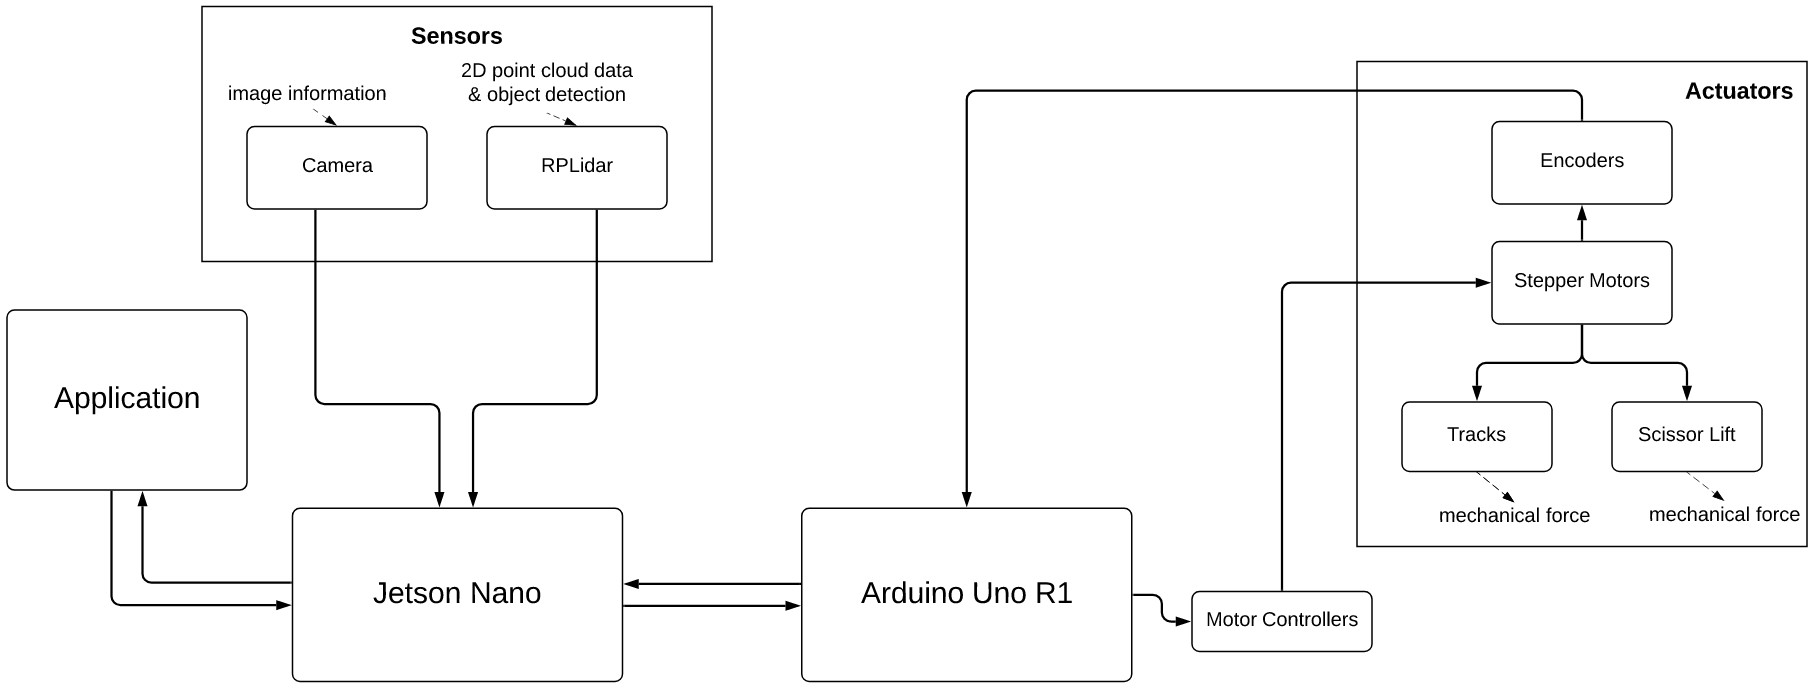 Sensors
image information
2D point cloud data
& object detection
Camera
RPLidar
Actuators
Encoders
Stepper Motors
Tracks
Scissor Lift
mechanical force
mechanical force
Application
Jetson Nano
Arduino Uno R1
Motor Controllers